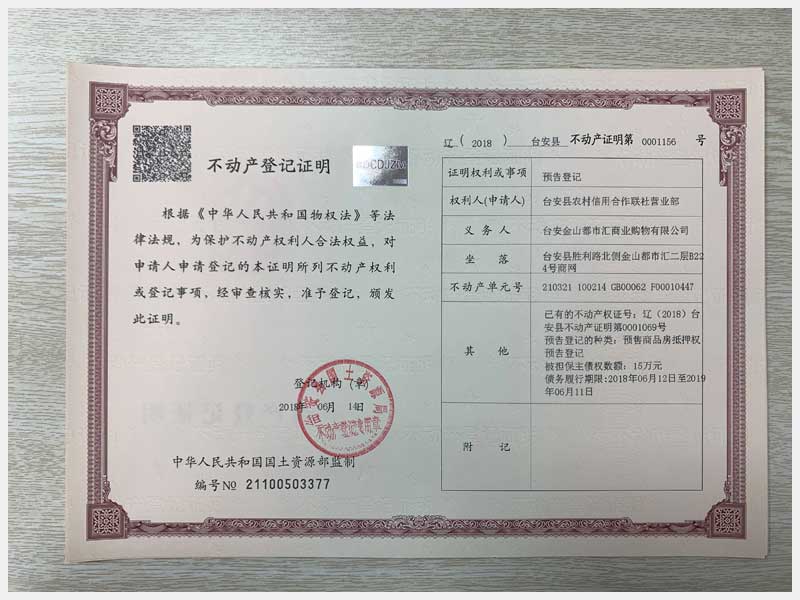 不动产登记证明
根据《中华人民共和国物权法》等法
律法规，为保护不动产权利人合法权益，对
申请人申请登记的本证明所列不动产权利
或登记事项，经审查核实，准予登记，颁发
此证明。
登记机构（章）
2018年 06月 14日
不动产登记专用章
中华人民共和国国土资源部监制
编号№ 21100503377
辽（ 2018 ） 台安县 不动产证明第 0001156 号
证明权利或事项 预告登记
权利人(申请人) 台安县农村信用合作联社营业部
义务人 台安金山都市汇商业购物有限公司
坐落 台安县胜利路北侧金山都市汇二层B22
4号商网
不动产单元号 210321 100214 GB00062 F00010447
其他
已有的不动产权证号：辽（2018）台
安县不动产证明第0001069号
预告登记的种类：预售商品房抵押权
预告登记
被担保主债权数额：15万元
债务履行期限:2018年06月12日至2019
年06月11日
附记